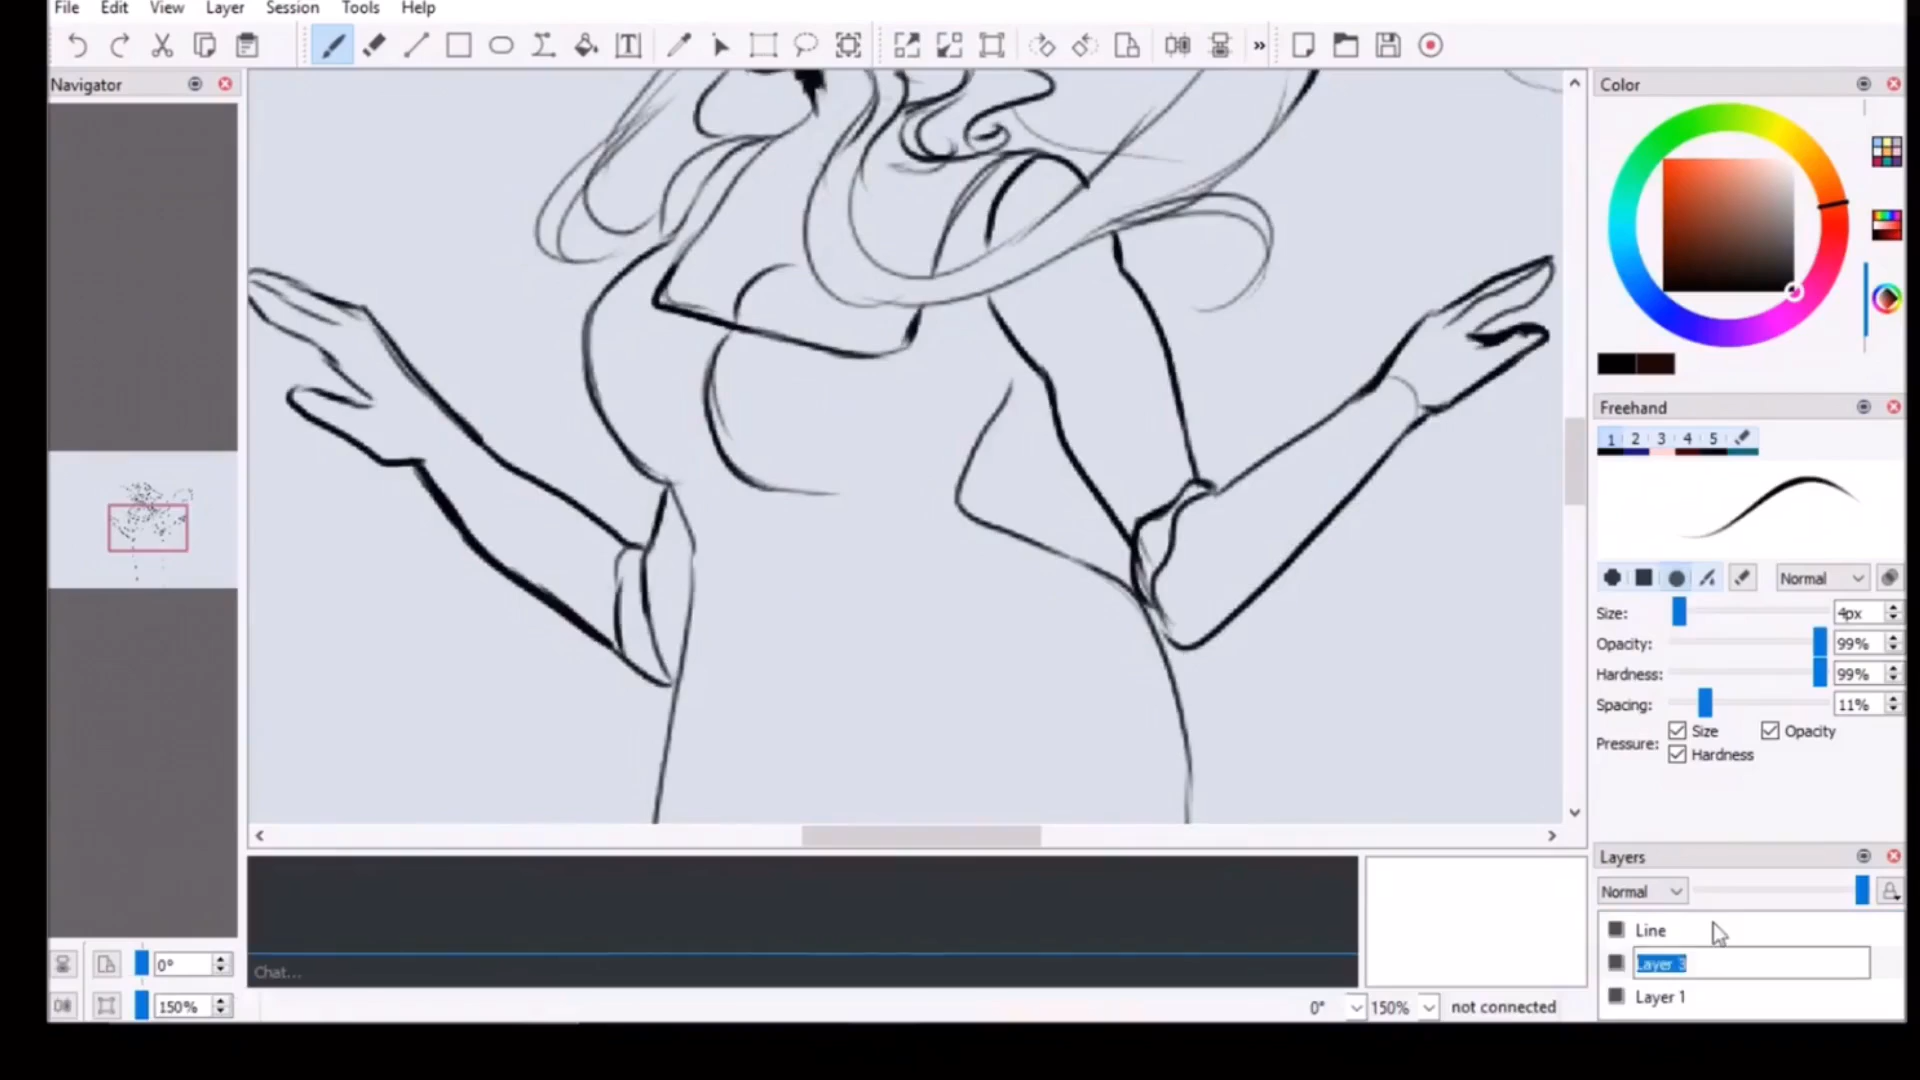 File Edit View Layer Session Tools Help
Navigator
Color
Freehand
1 2 3 4 5
Normal
Size: 4px
Opacity: 99%
Hardness: 99%
Spacing: 11%
Pressure: Size Opacity
Hardness
Layers
Normal
Line
Layer 3
Layer 1
Chat...
0°
150%
0° 150% not connected